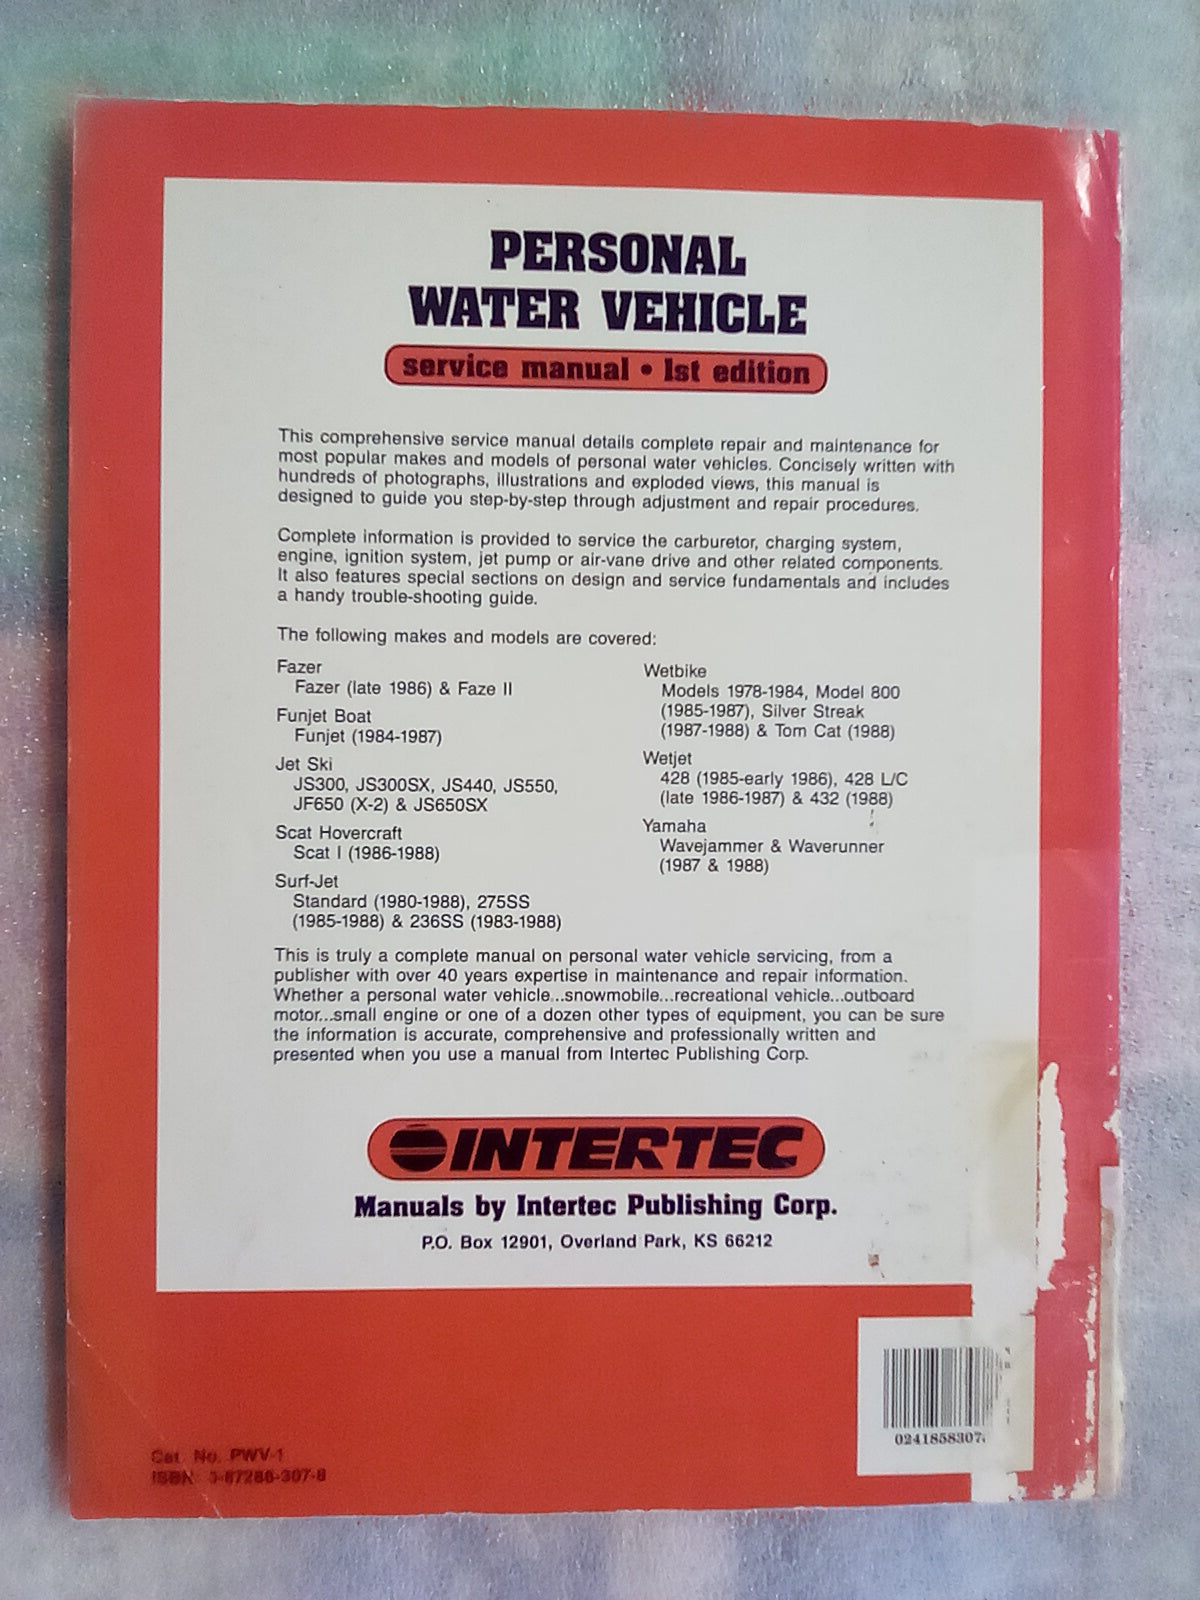 PERSONAL
WATER VEHICLE
service manual • 1st edition
This comprehensive service manual details complete repair and maintenance for
most popular makes and models of personal water vehicles. Concisely written with
hundreds of photographs, illustrations and exploded views, this manual is
designed to guide you step-by-step through adjustment and repair procedures.
Complete information is provided to service the carburetor, charging system,
engine, ignition system, jet pump or air-vane drive and other related components.
It also features special sections on design and service fundamentals and includes
a handy trouble-shooting guide.
The following makes and models are covered:
Fazer
Fazer (late 1986) & Faze II
Funjet Boat
Funjet (1984-1987)
Jet Ski
JS300, JS300SX, JS440, JS550,
JF650 (X-2) & JS650SX
Scat Hovercraft
Scat I (1986-1988)
Surf-Jet
Standard (1980-1988), 275SS
(1985-1988) & 236SS (1983-1988)
Wetbike
Models 1978-1984, Model 800
(1985-1987), Silver Streak
(1987-1988) & Tom Cat (1988)
Wetjet
428 (1985-early 1986), 428 L/C
(late 1986-1987) & 432 (1988)
Yamaha
Wavejammer & Waverunner
(1987 & 1988)
This is truly a complete manual on personal water vehicle servicing, from a
publisher with over 40 years expertise in maintenance and repair information.
Whether a personal water vehicle...snowmobile...recreational vehicle...outboard
motor...small engine or one of a dozen other types of equipment, you can be sure
the information is accurate, comprehensive and professionally written and
presented when you use a manual from Intertec Publishing Corp.
INTERTEC
Manuals by Intertec Publishing Corp.
P.O. Box 12901, Overland Park, KS 66212
0241858307
Cat. No. PWV-1
ISBN